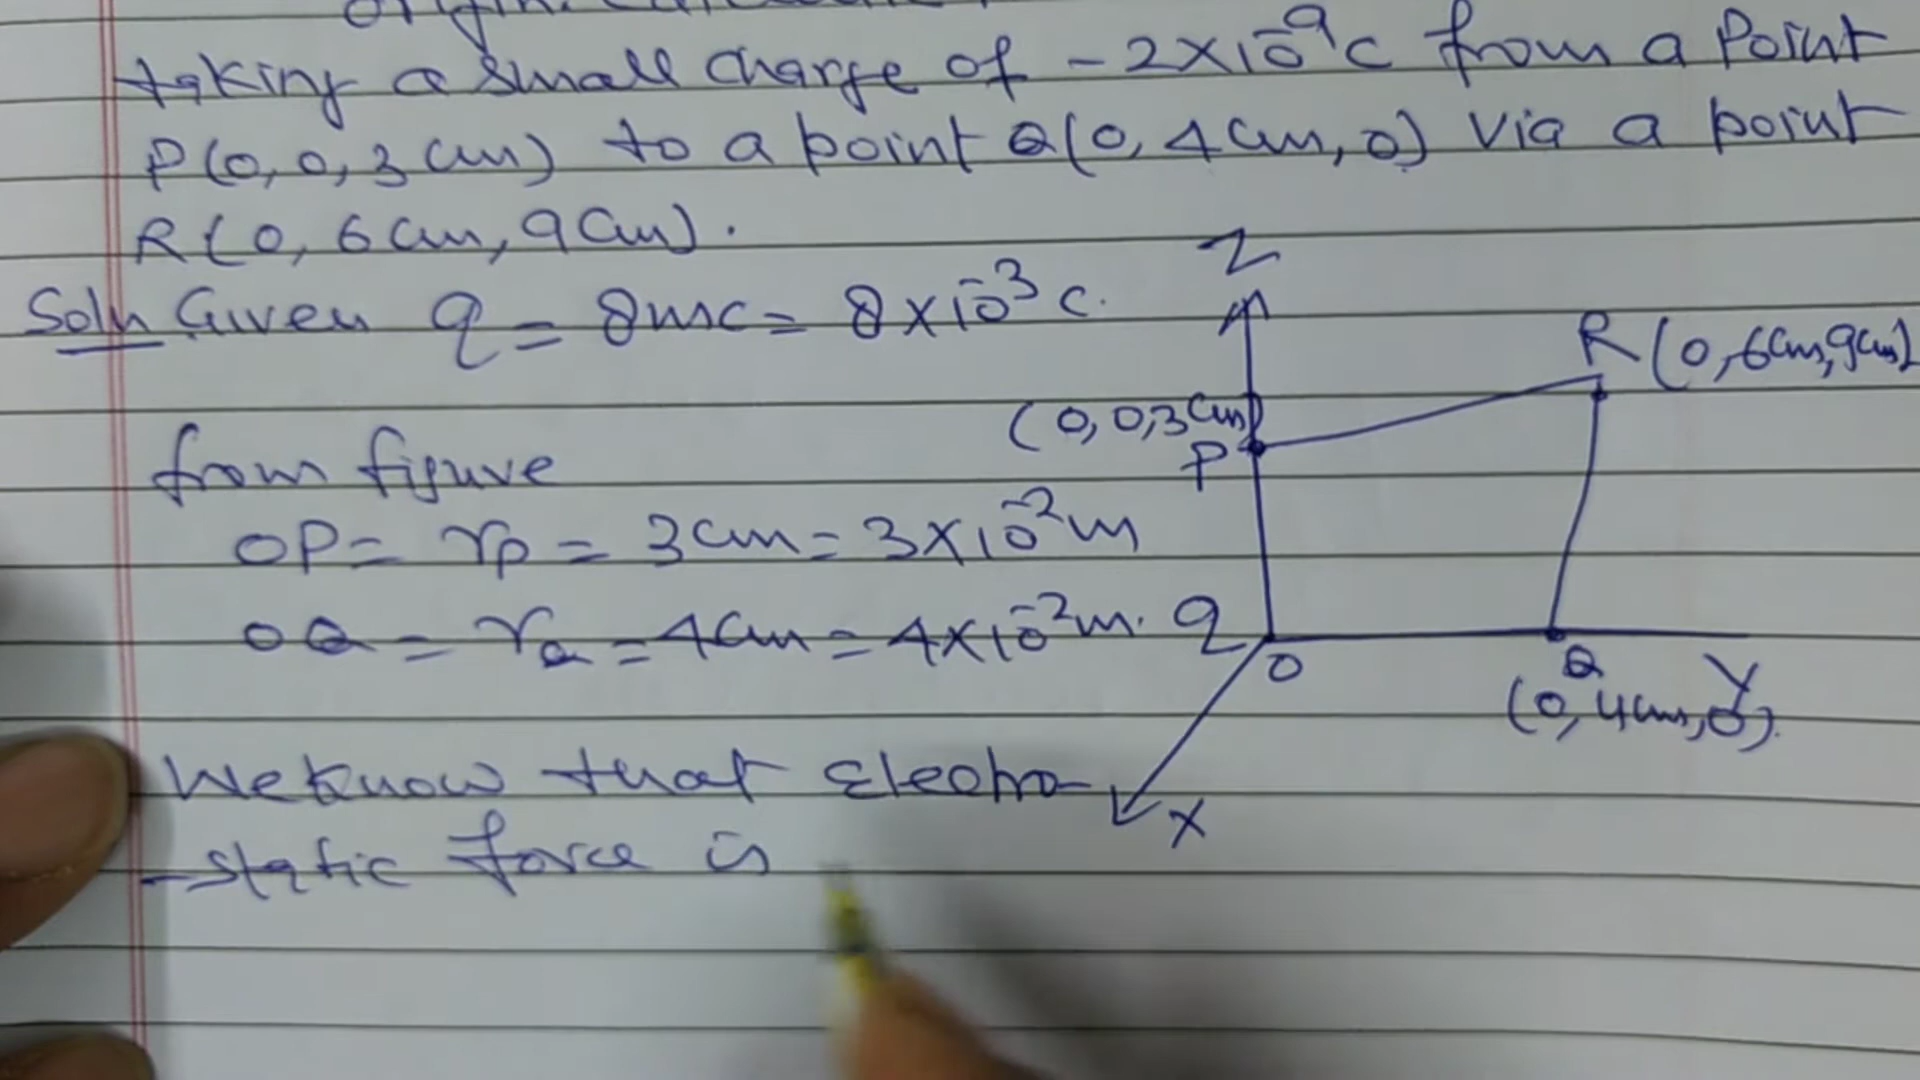 taking a small charge of -2×10⁻⁹c from a Point
P(0,0,3cm) to a point Q(0,4cm,0) via a point
R(0,6cm,9cm).
Soln Given q = 8mc = 8×10⁻³c.
Z
R(0,6cm,9cm)
(0,0,3cm)
P
from figure
OP = rp = 3cm = 3×10⁻²m
OQ = rQ = 4cm = 4×10⁻²m.
q
O
Q
Y
(0,4cm,0).
We know that Electro-
X
-static force is